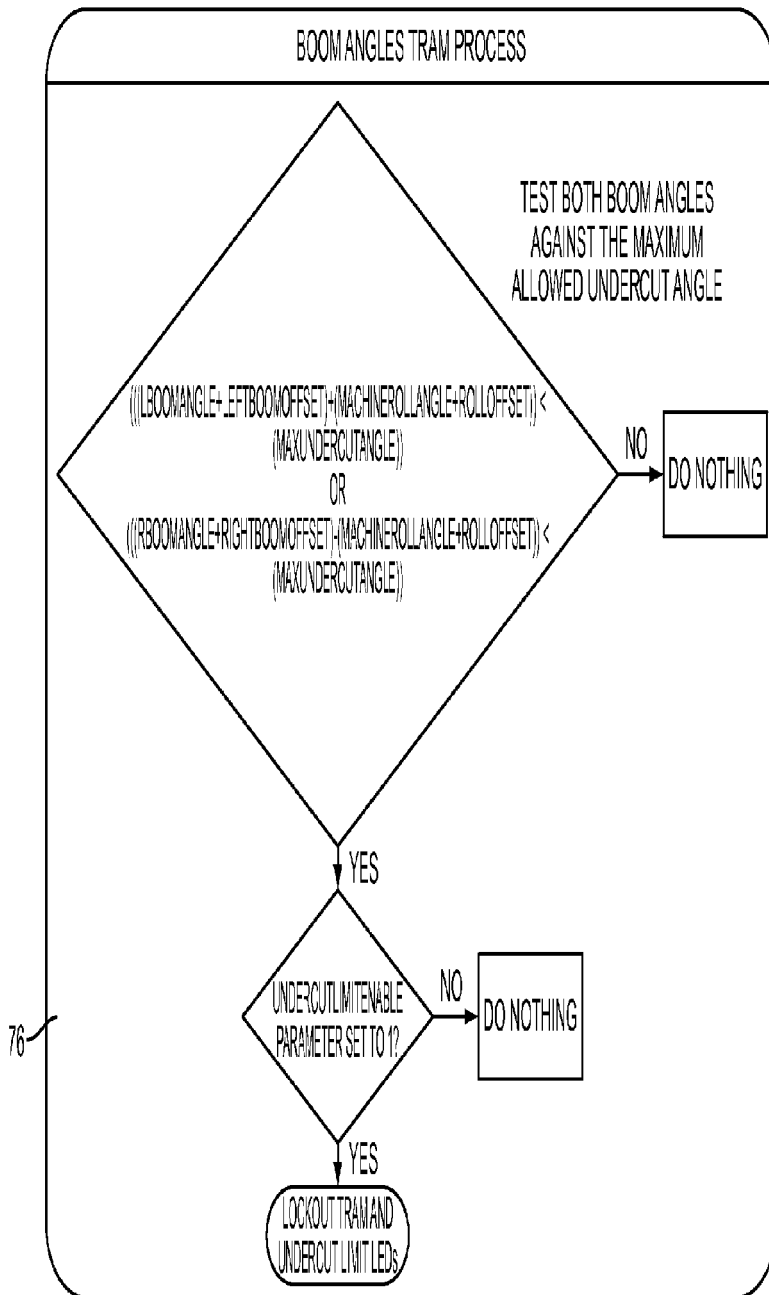 BOOM ANGLES TRAM PROCESS
TEST BOTH BOOM ANGLES
AGAINST THE MAXIMUM
ALLOWED UNDERCUT ANGLE
(((LBOOMANGLE+LEFTBOOMOFFSET)+(MACHINEROLLANGLE+ROLLOFFSET)) <
(MAXUNDERCUTANGLE))
OR
(((RBOOMANGLE+RIGHTBOOMOFFSET)-(MACHINEROLLANGLE+ROLLOFFSET)) <
(MAXUNDERCUTANGLE))
NO
DO NOTHING
YES
UNDERCUTLIMITENABLE
PARAMETER SET TO 1?
NO
DO NOTHING
76
YES
LOCKOUT TRAM AND
UNDERCUT LIMIT LEDs